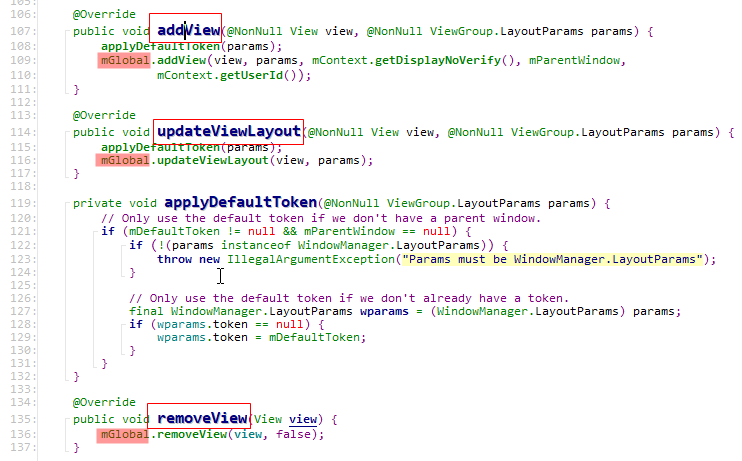 105:
106: @Override
107: public void addView(@NonNull View view, @NonNull ViewGroup.LayoutParams params) {
108: applyDefaultToken(params);
109: mGlobal.addView(view, params, mContext.getDisplayNoVerify(), mParentWindow,
110: mContext.getUserId());
111: }
112:
113: @Override
114: public void updateViewLayout(@NonNull View view, @NonNull ViewGroup.LayoutParams params) {
115: applyDefaultToken(params);
116: mGlobal.updateViewLayout(view, params);
117: }
118:
119: private void applyDefaultToken(@NonNull ViewGroup.LayoutParams params) {
120: // Only use the default token if we don't have a parent window.
121: if (mDefaultToken != null && mParentWindow == null) {
122: if (!(params instanceof WindowManager.LayoutParams)) {
123: throw new IllegalArgumentException("Params must be WindowManager.LayoutParams");
124: }
125:
126: // Only use the default token if we don't already have a token.
127: final WindowManager.LayoutParams wparams = (WindowManager.LayoutParams) params;
128: if (wparams.token == null) {
129: wparams.token = mDefaultToken;
130: }
131: }
132: }
133:
134: @Override
135: public void removeView(View view) {
136: mGlobal.removeView(view, false);
137: }